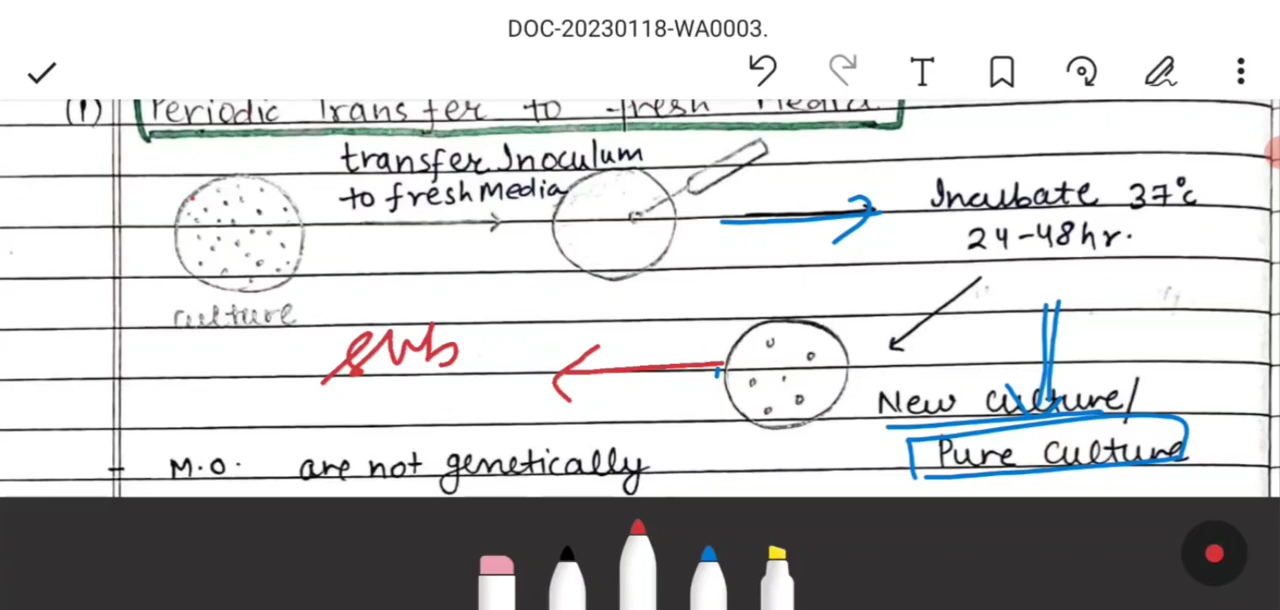 DOC-20230118-WA0003.
(1) Periodic Transfer to fresh Media
transfer Inoculum
to fresh Media
Incubate 37°c
24-48hr.
culture
sub
New culture/
Pure culture
M.O. are not genetically